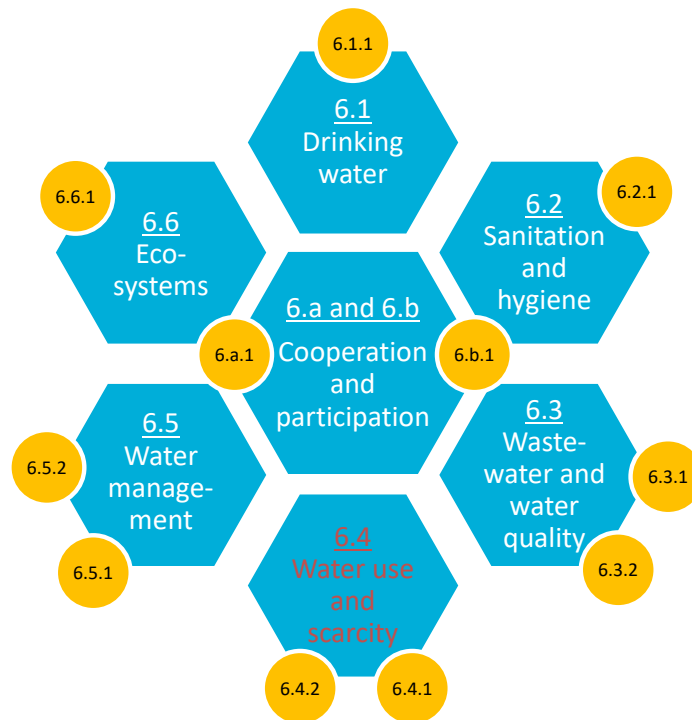 6.1.1
6.1
Drinking
water
6.6.1
6.6
Eco-
systems
6.2.1
6.2
Sanitation
and
hygiene
6.a.1
6.a and 6.b
Cooperation
and
participation
6.b.1
6.5.2
6.5.1
6.5
Water
manage-
ment
6.3
Waste-
water and
water
quality
6.3.1
6.3.2
6.4
Water use
and
scarcity
6.4.2
6.4.1